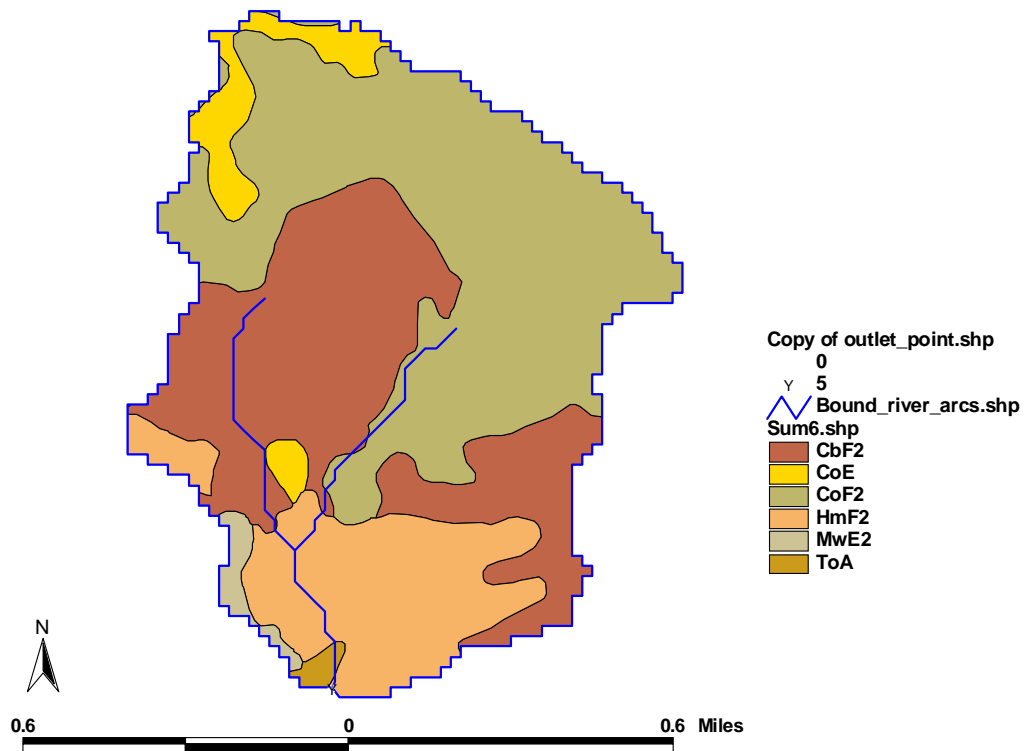 Copy of outlet_point.shp
0
Y 5
Bound_river_arcs.shp
Sum6.shp
CbF2
CoE
CoF2
HmF2
MwE2
ToA
N
Y
0.6 0 0.6 Miles